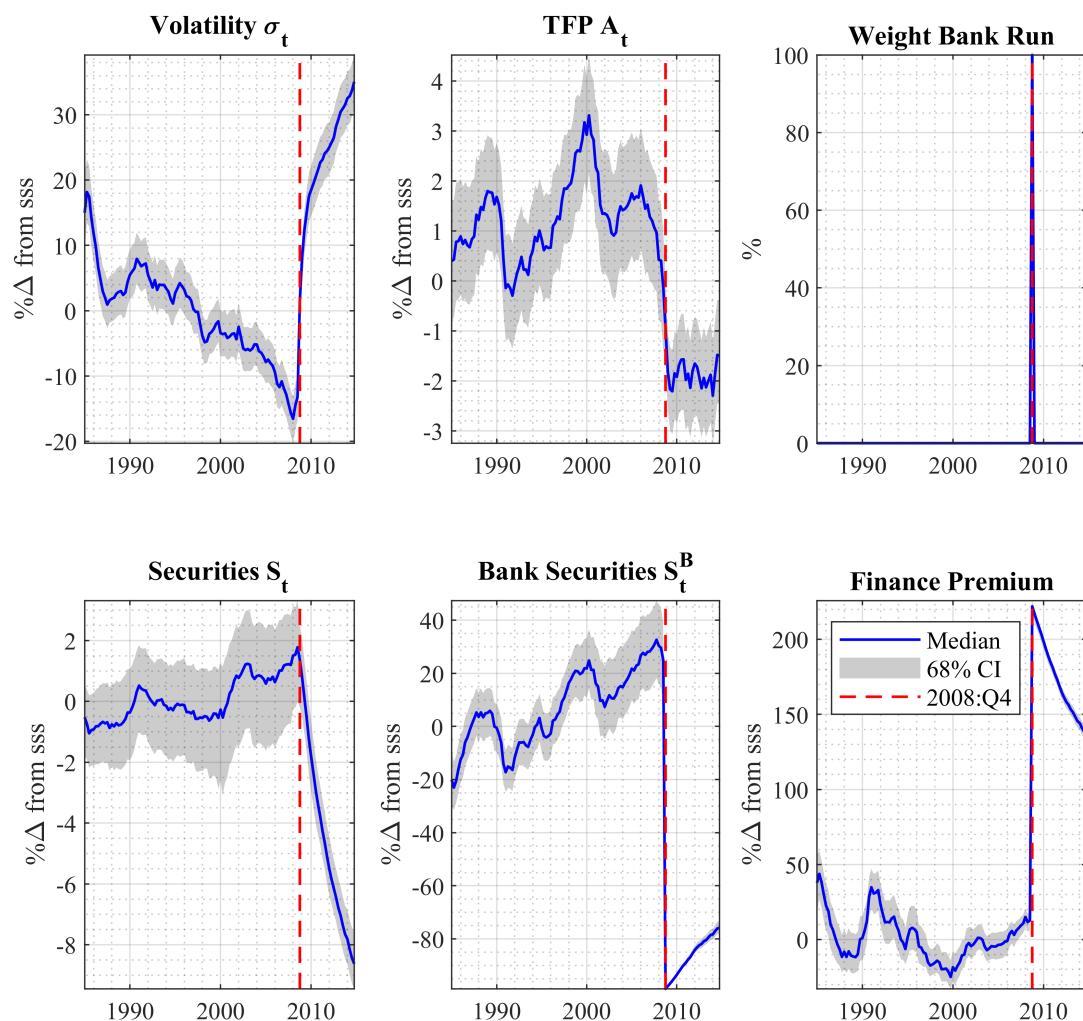 Volatility σt
%Δ from sss
30
20
10
0
-10
-20
1990 2000 2010
TFP At
%Δ from sss
4
3
2
1
0
-1
-2
-3
1990 2000 2010
Weight Bank Run
%
100
80
60
40
20
0
1990 2000 2010
Securities St
%Δ from sss
2
0
-2
-4
-6
-8
1990 2000 2010
Bank Securities StB
%Δ from sss
40
20
0
-20
-40
-60
-80
1990 2000 2010
Finance Premium
%Δ from sss
200
150
100
50
0
1990 2000 2010
Median
68% CI
2008:Q4